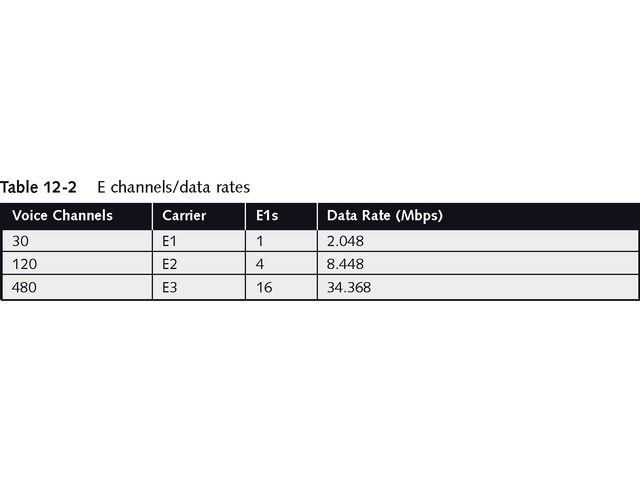 Table 12-2 E channels/data rates
Voice Channels Carrier E1s Data Rate (Mbps)
30 E1 1 2.048
120 E2 4 8.448
480 E3 16 34.368